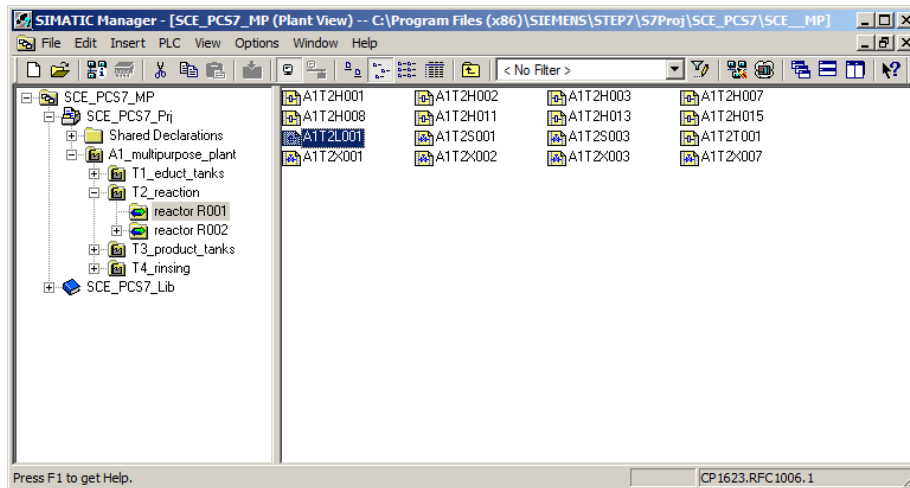 SIMATIC Manager - [SCE_PCS7_MP (Plant View) -- C:\Program Files (x86)\SIEMENS\STEP7\S7Proj\SCE_PCS7\SCE__MP]
File Edit Insert PLC View Options Window Help
< No Filter >
SCE_PCS7_MP
SCE_PCS7_Prj
Shared Declarations
A1_multipurpose_plant
T1_educt_tanks
T2_reaction
reactor R001
reactor R002
T3_product_tanks
T4_rinsing
SCE_PCS7_Lib
A1T2H001 A1T2H002 A1T2H003 A1T2H007
A1T2H008 A1T2H011 A1T2H013 A1T2H015
A1T2L001 A1T2S001 A1T2S003 A1T2T001
A1T2X001 A1T2X002 A1T2X003 A1T2X007
Press F1 to get Help.
CP1623.RFC1006.1